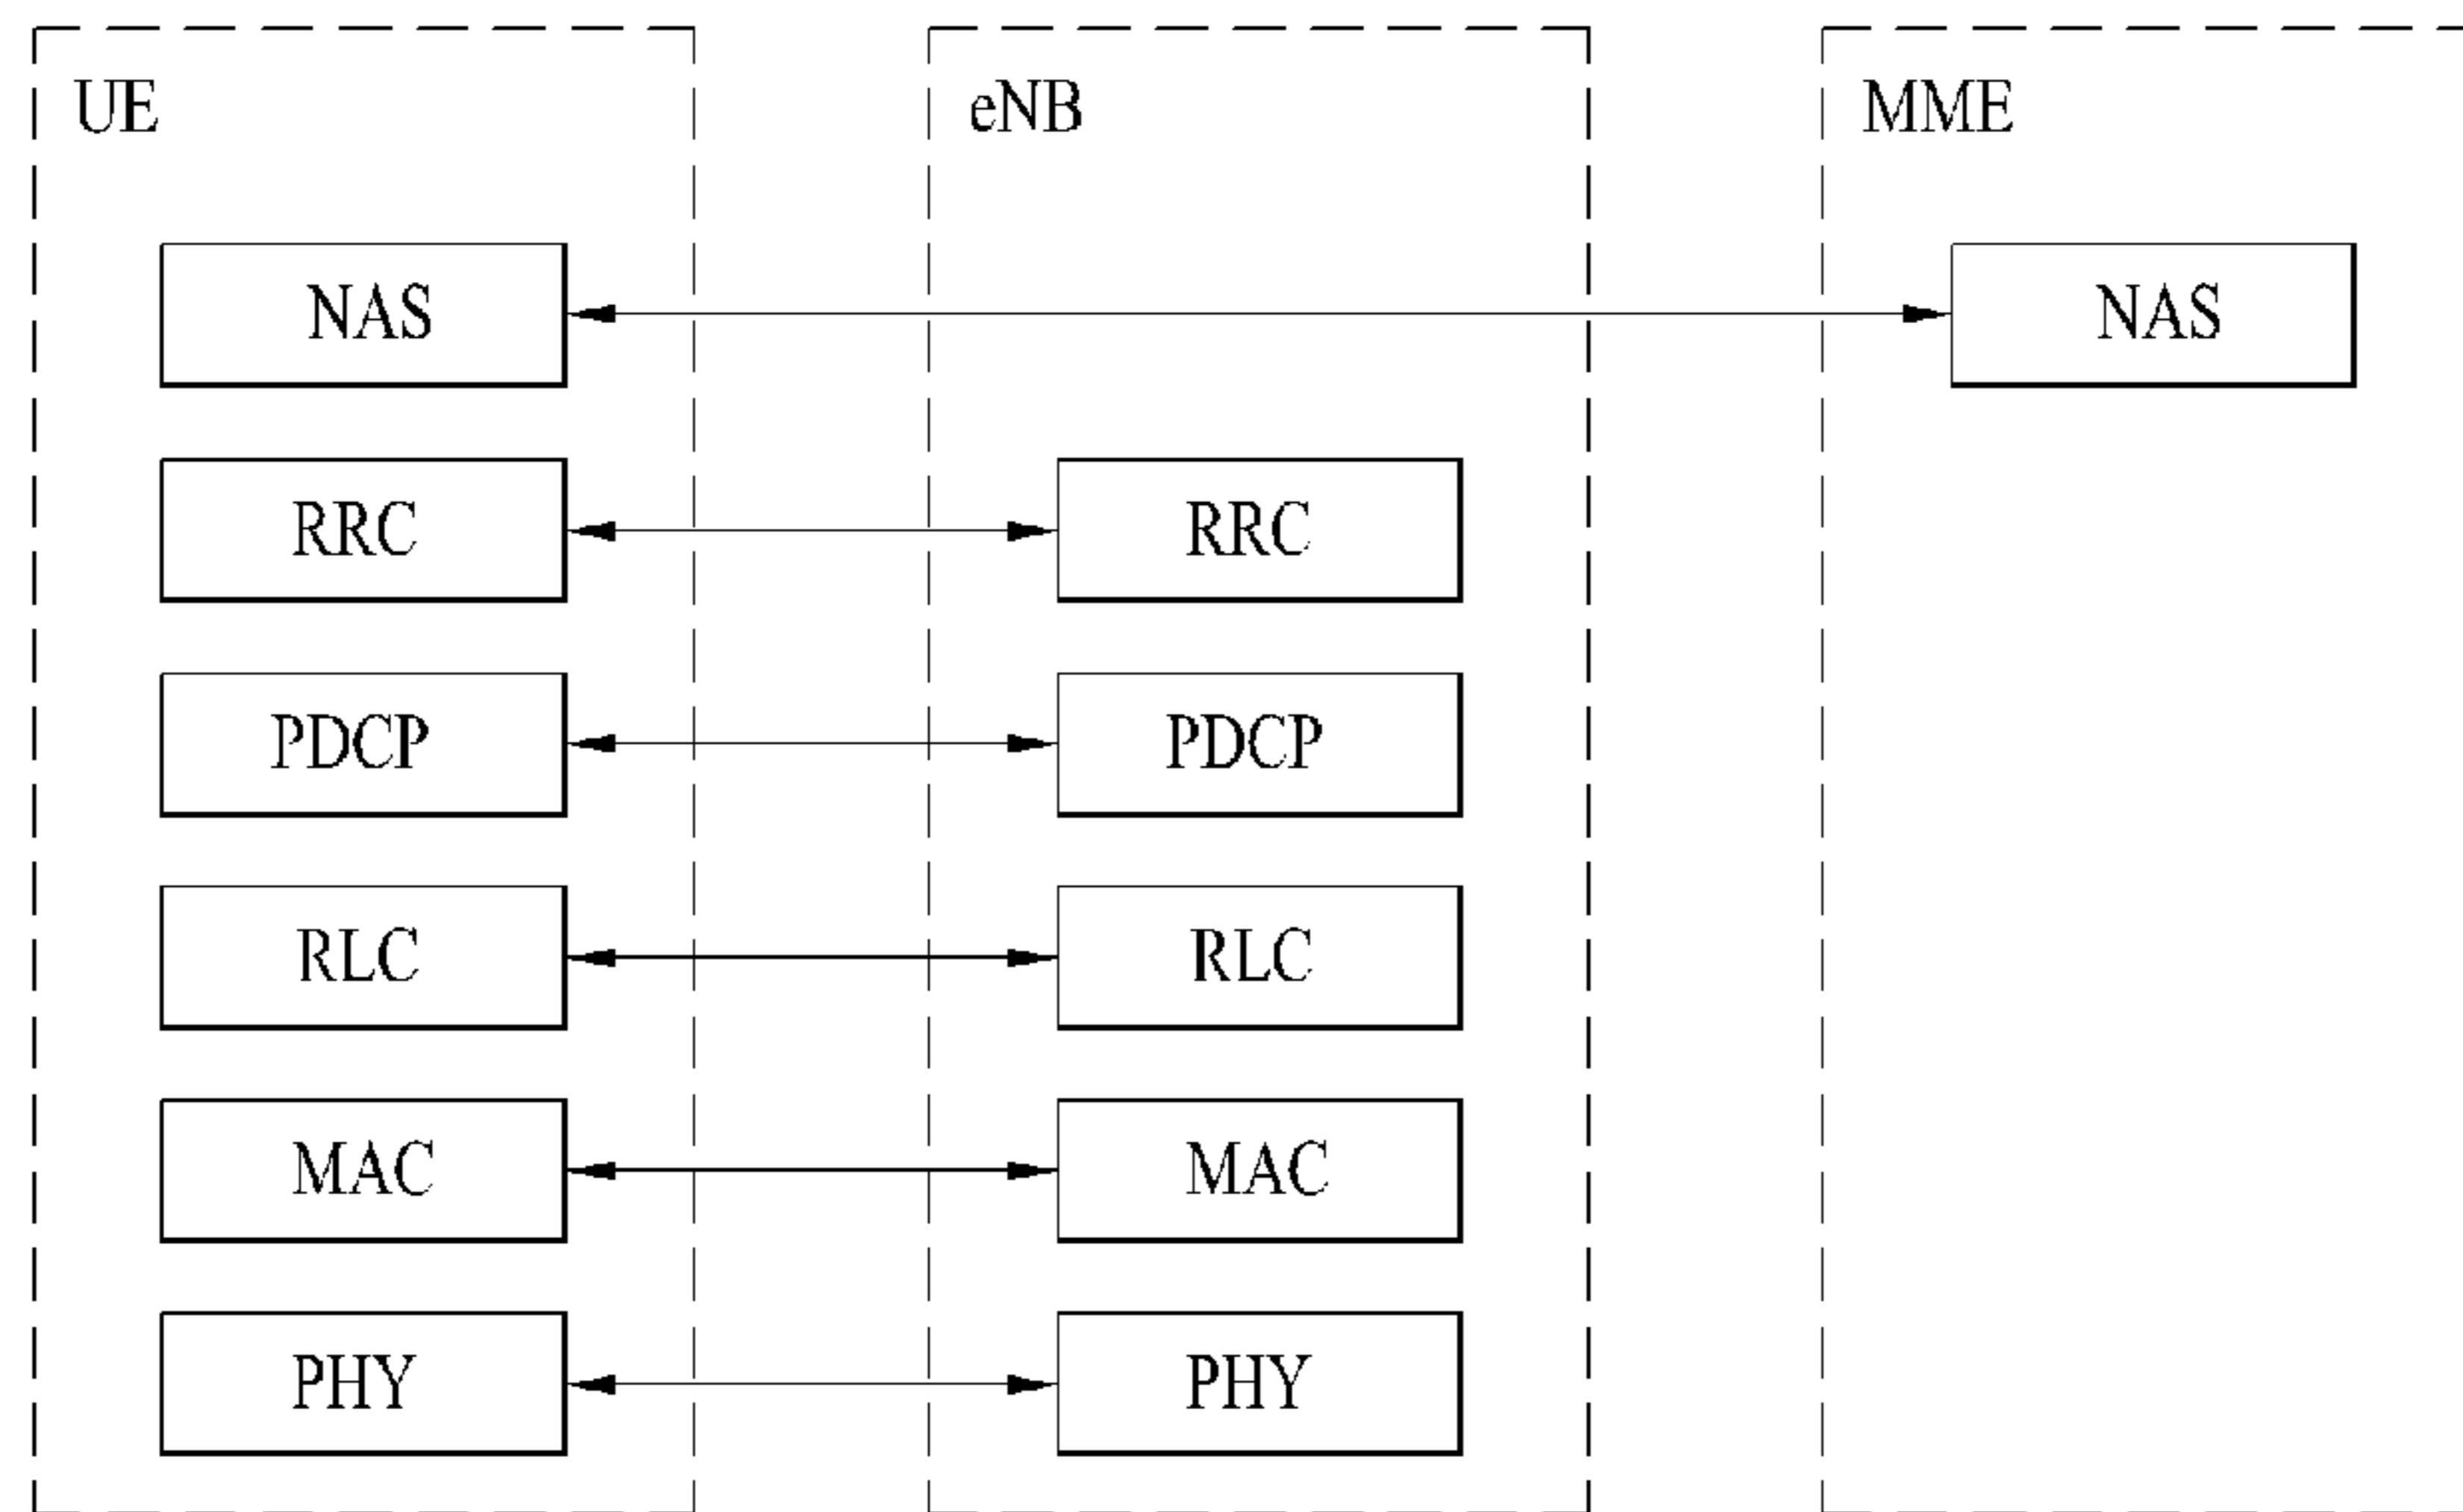 UE eNB MME
NAS NAS
RRC RRC
PDCP PDCP
RLC RLC
MAC MAC
PHY PHY